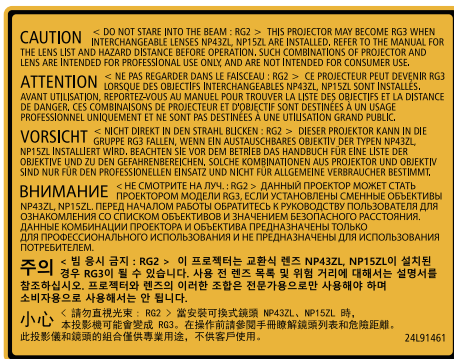 CAUTION < DO NOT STARE INTO THE BEAM : RG2 > THIS PROJECTOR MAY BECOME RG3 WHEN
INTERCHANGEABLE LENSES NP43ZL, NP15ZL ARE INSTALLED. REFER TO THE MANUAL FOR
THE LENS LIST AND HAZARD DISTANCE BEFORE OPERATION. SUCH COMBINATIONS OF PROJECTOR AND
LENS ARE INTENDED FOR PROFESSIONAL USE ONLY, AND ARE NOT INTENDED FOR CONSUMER USE.
ATTENTION < NE PAS REGARDER DANS LE FAISCEAU : RG2 > CE PROJECTEUR PEUT DEVENIR RG3
LORSQUE DES OBJECTIFS INTERCHANGEABLES NP43ZL, NP15ZL SONT INSTALLÉS.
AVANT UTILISATION, REPORTEZ-VOUS AU MANUEL POUR TROUVER LA LISTE DES OBJECTIFS ET LA DISTANCE
DE DANGER. CES COMBINAISONS DE PROJECTEUR ET D'OBJECTIF SONT DESTINÉES À UN USAGE
PROFESSIONNEL UNIQUEMENT ET NE SONT PAS DESTINÉES À UNE UTILISATION GRAND PUBLIC.
VORSICHT < NICHT DIREKT IN DEN STRAHL BLICKEN : RG2 > DIESER PROJEKTOR KANN IN DIE
GRUPPE RG3 FALLEN, WENN EIN AUSTAUSCHBARES OBJEKTIV DER TYPEN NP43ZL,
NP15ZL INSTALLIERT WIRD. BEACHTEN SIE VOR DEM BETRIEB DAS HANDBUCH FÜR EINE LISTE DER
OBJEKTIVE UND ZU DEN GEFAHRENBEREICHEN, SOLCHE KOMBINATIONEN AUS PROJEKTOR UND OBJEKTIV
SIND NUR FÜR DEN PROFESSIONELLEN EINSATZ UND NICHT FÜR ALLGEMEINE VERBRAUCHER BESTIMMT.
ВНИМАНИЕ < НЕ СМОТРИТЕ НА ЛУЧ. : RG2 > ДАННЫЙ ПРОЕКТОР МОЖЕТ СТАТЬ
ПРОЕКТОРОМ МОДЕЛИ RG3, ЕСЛИ УСТАНОВЛЕНЫ СМЕННЫЕ ОБЪЕКТИВЫ
NP43ZL, NP15ZL. ПЕРЕД НАЧАЛОМ РАБОТЫ ОБРАТИТЕСЬ К РУКОВОДСТВУ ПОЛЬЗОВАТЕЛЯ ДЛЯ
ОЗНАКОМЛЕНИЯ СО СПИСКОМ ОБЪЕКТИВОВ И ЗНАЧЕНИЕМ БЕЗОПАСНОГО РАССТОЯНИЯ.
ДАННЫЕ КОМБИНАЦИИ ПРОЕКТОРА И ОБЪЕКТИВА ПРЕДНАЗНАЧЕНЫ ТОЛЬКО
ДЛЯ ПРОФЕССИОНАЛЬНОГО ИСПОЛЬЗОВАНИЯ И НЕ ПРЕДНАЗНАЧЕНЫ ДЛЯ ИСПОЛЬЗОВАНИЯ
ПОТРЕБИТЕЛЕМ.
주의 < 빔 응시 금지 : RG2 > 이 프로젝터는 교환식 렌즈 NP43ZL, NP15ZL이 설치된
경우 RG3이 될 수 있습니다. 사용 전 렌즈 목록 및 위험 거리에 대해서는 설명서를
참조하십시오. 프로젝터와 렌즈의 이러한 조합은 전문가용으로만 사용해야 하며
소비자용으로 사용해서는 안 됩니다.
小心 < 請勿直視光束 : RG2 > 當安裝可換式鏡頭 NP43ZL、NP15ZL 時,
本投影機可能會變成 RG3。在操作前請參閱手冊瞭解鏡頭列表和危險距離。
此投影儀和鏡頭的組合僅供專業用途，不供客戶使用。
24L91461